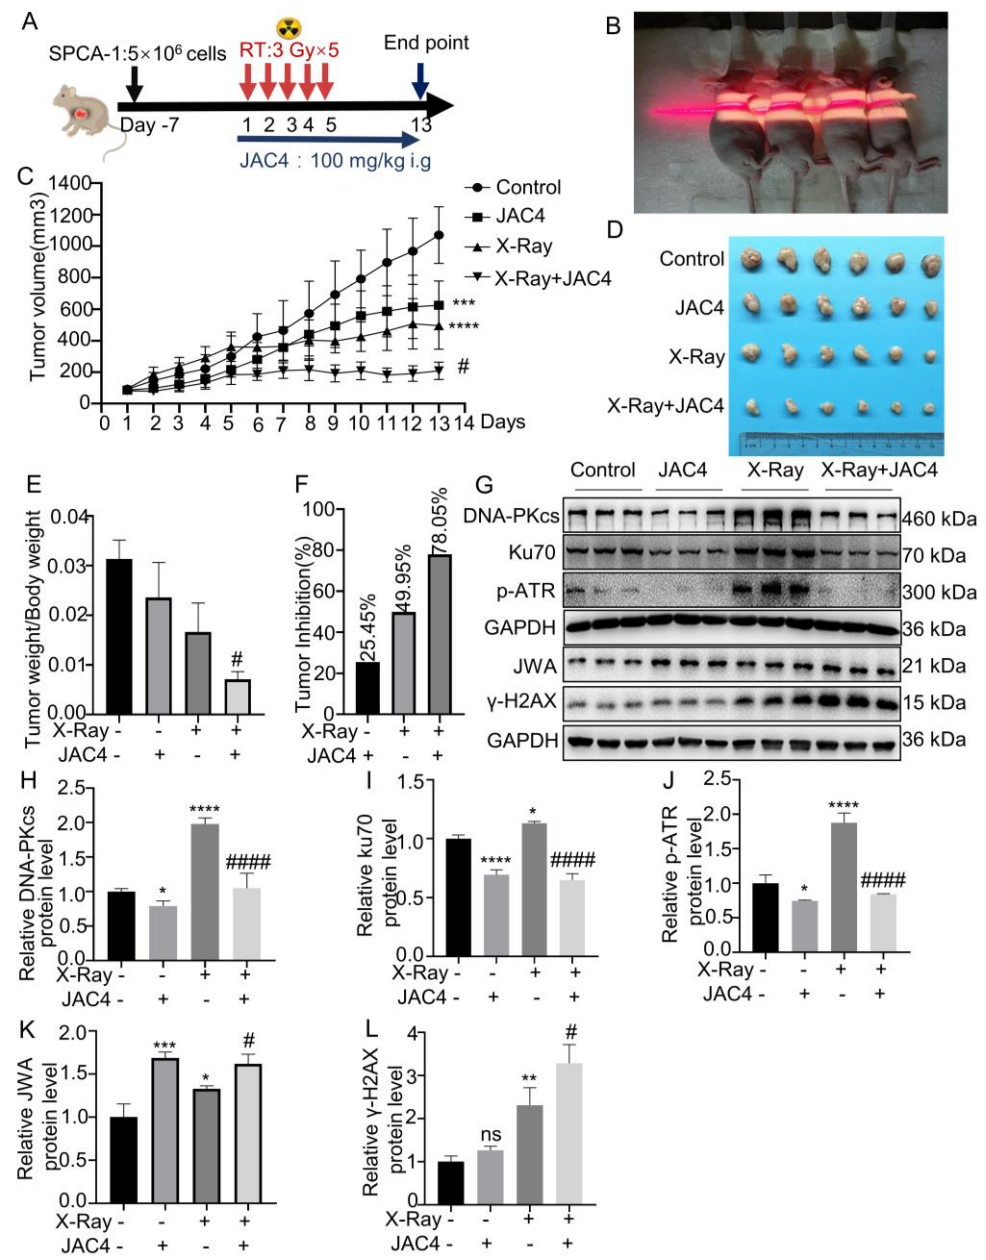 A
SPCA-1:5×10⁶ cells
RT:3 Gy×5
End point
Day -7
1 2 3 4 5 13
JAC4 : 100 mg/kg i.g
B
C
Tumor volume(mm3)
1400
1200
1000
800
600
400
200
0
0 1 2 3 4 5 6 7 8 9 10 11 12 13 14 Days
Control
JAC4
X-Ray
X-Ray+JAC4
***
****
#
D
Control
JAC4
X-Ray
X-Ray+JAC4
E
Tumor weight/Body weight
0.04
0.03
0.02
0.01
0.00
#
X-Ray - - + +
JAC4 - + - +
F
Tumor Inhibition(%)
100
80
60
40
20
0
25.45%
49.95%
78.05%
X-Ray - + +
JAC4 + - +
G
Control JAC4 X-Ray X-Ray+JAC4
DNA-PKcs 460 kDa
Ku70 70 kDa
p-ATR 300 kDa
GAPDH 36 kDa
JWA 21 kDa
γ-H2AX 15 kDa
GAPDH 36 kDa
H
Relative DNA-PKcs
protein level
2.5
2.0
1.5
1.0
0.5
0.0
*
****
####
X-Ray - - + +
JAC4 - + - +
I
Relative ku70
protein level
1.5
1.0
0.5
0.0
****
*
####
X-Ray - - + +
JAC4 - + - +
J
Relative p-ATR
protein level
2.5
2.0
1.5
1.0
0.5
0.0
*
****
####
X-Ray - - + +
JAC4 - + - +
K
Relative JWA
protein level
2.0
1.5
1.0
0.5
0.0
***
*
#
X-Ray - - + +
JAC4 - + - +
L
Relative γ-H2AX
protein level
4
3
2
1
0
ns
**
#
X-Ray - - + +
JAC4 - + - +